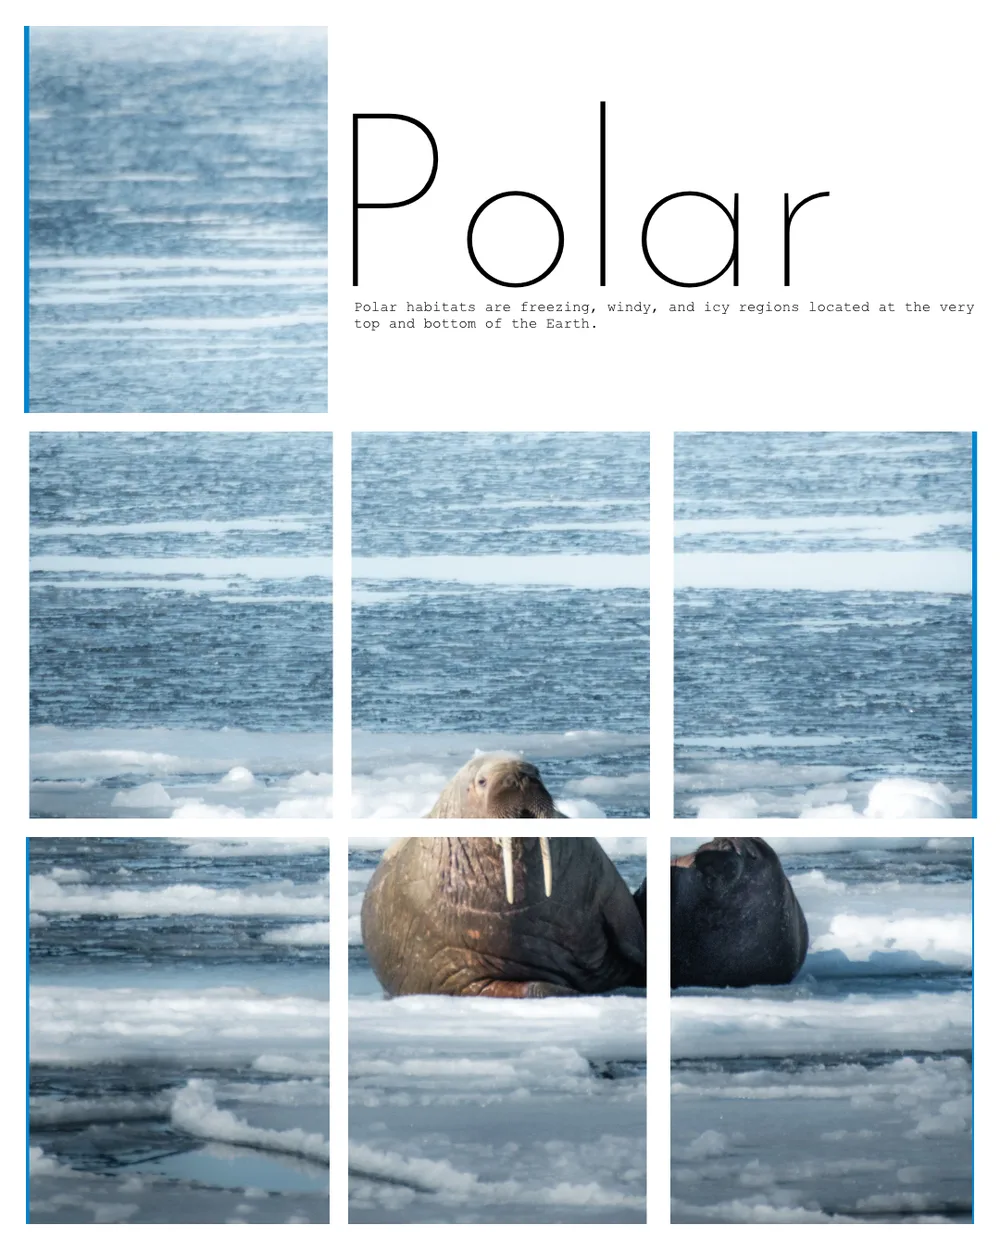 Polar
Polar habitats are freezing, windy, and icy regions located at the very
top and bottom of the Earth.